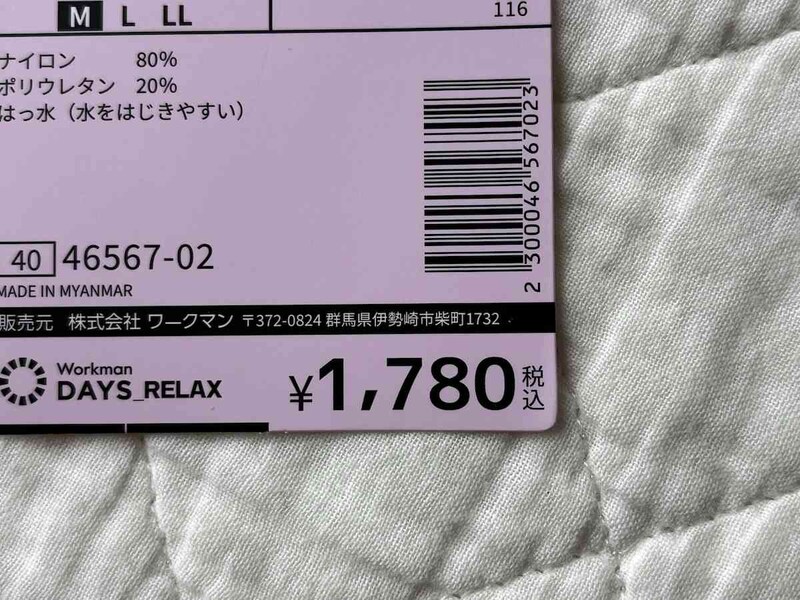 M L LL
116
ナイロン 80%
ポリウレタン 20%
はっ水（水をはじきやすい）
2 300046 567023
40 46567-02
MADE IN MYANMAR
販売元 株式会社 ワークマン 〒372-0824 群馬県伊勢崎市柴町1732
Workman
DAYS_RELAX
¥1,780 税込